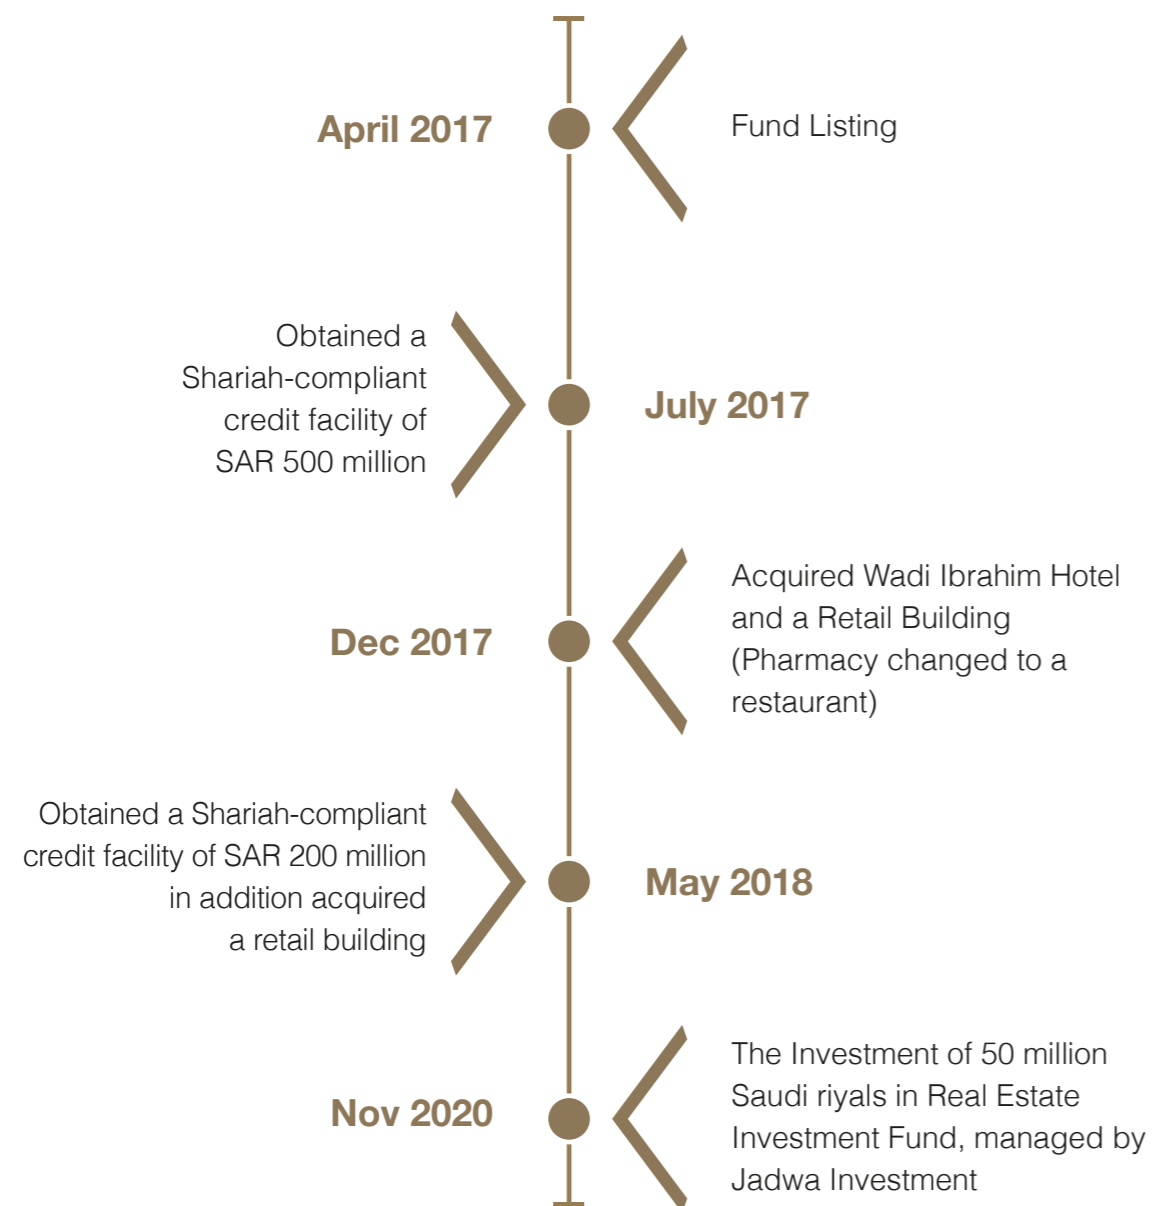 April 2017
Fund Listing
Obtained a
Shariah-compliant
credit facility of
SAR 500 million
July 2017
Dec 2017
Acquired Wadi Ibrahim Hotel
and a Retail Building
(Pharmacy changed to a
restaurant)
Obtained a Shariah-compliant
credit facility of SAR 200 million
in addition acquired
a retail building
May 2018
Nov 2020
The Investment of 50 million
Saudi riyals in Real Estate
Investment Fund, managed by
Jadwa Investment